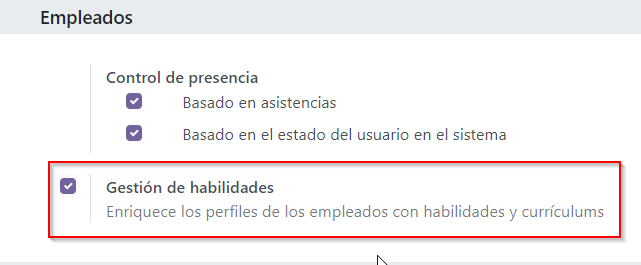 Empleados
Control de presencia
Basado en asistencias
Basado en el estado del usuario en el sistema
Gestión de habilidades
Enriquece los perfiles de los empleados con habilidades y currículums